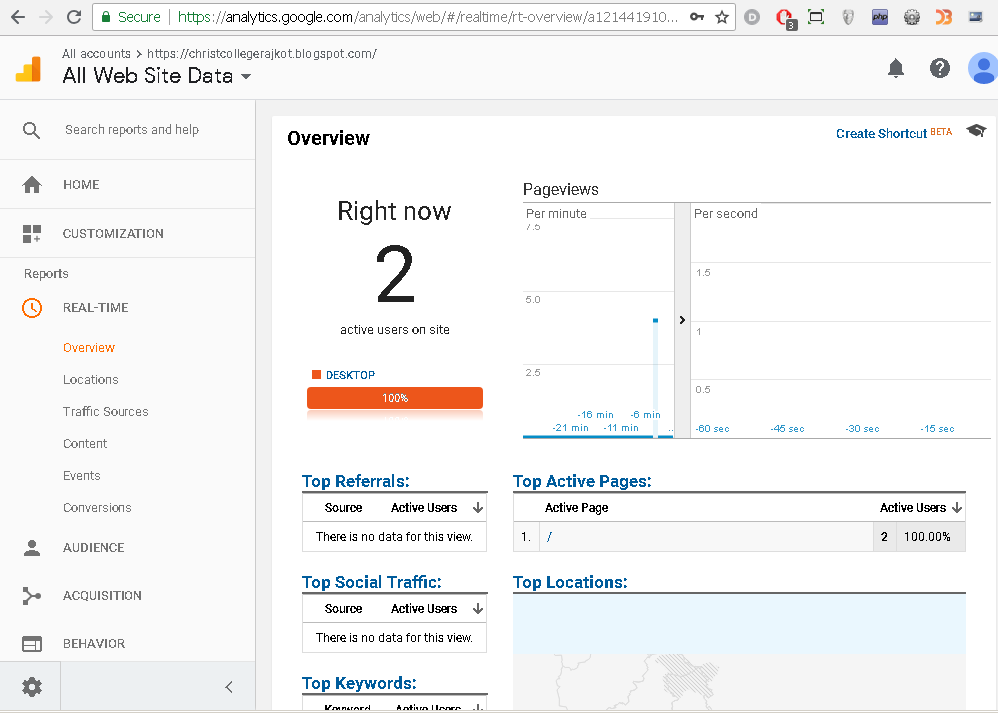 Secure https://analytics.google.com/analytics/web/#/realtime/rt-overview/a121441910...
3
php
All accounts > https://christcollegerajkot.blogspot.com/
All Web Site Data
Search reports and help
HOME
CUSTOMIZATION
Reports
REAL-TIME
Overview
Locations
Traffic Sources
Content
Events
Conversions
AUDIENCE
ACQUISITION
BEHAVIOR
Overview
Create Shortcut BETA
Right now
2
active users on site
DESKTOP
100%
Pageviews
Per minute
7.5
5.0
2.5
-16 min -6 min
-21 min -11 min ..
Per second
1.5
1
0.5
-60 sec -45 sec -30 sec -15 sec
Top Referrals:
Source Active Users
There is no data for this view.
Top Active Pages:
Active Page Active Users
1. / 2 100.00%
Top Social Traffic:
Source Active Users
There is no data for this view.
Top Locations:
Top Keywords:
Keyword Active Users